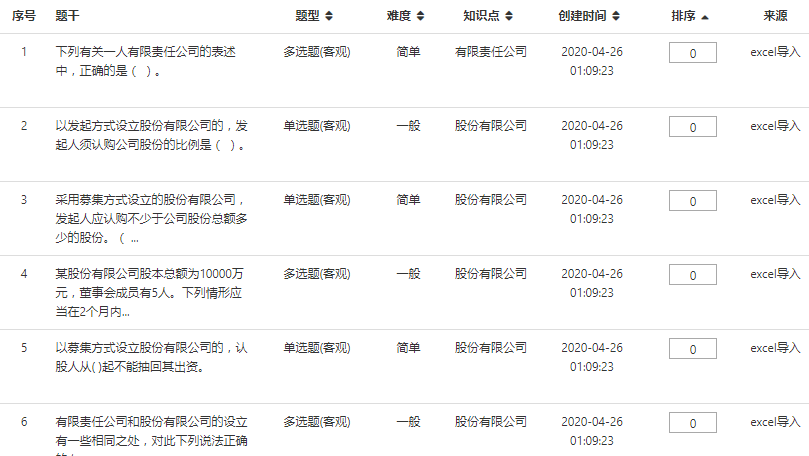 序号 题干 题型 难度 知识点 创建时间 排序 来源
1 下列有关一人有限责任公司的表述 多选题(客观) 简单 有限责任公司 2020-04-26 0 excel导入
中，正确的是（ ）。 01:09:23
2 以发起方式设立股份有限公司的，发 单选题(客观) 一般 股份有限公司 2020-04-26 0 excel导入
起人须认购公司股份的比例是（ ）。 01:09:23
3 采用募集方式设立的股份有限公司， 单选题(客观) 简单 股份有限公司 2020-04-26 0 excel导入
发起人应认购不少于公司股份总额多 01:09:23
少的股份。（ ...
4 某股份有限公司股本总额为10000万 多选题(客观) 一般 股份有限公司 2020-04-26 0 excel导入
元，董事会成员有5人。下列情形应 01:09:23
当在2个月内...
5 以募集方式设立股份有限公司的，认 单选题(客观) 简单 股份有限公司 2020-04-26 0 excel导入
股人从( )起不能抽回其出资。 01:09:23
6 有限责任公司和股份有限公司的设立 多选题(客观) 一般 股份有限公司 2020-04-26 0 excel导入
有一些相同之处，对此下列说法正确 01:09:23